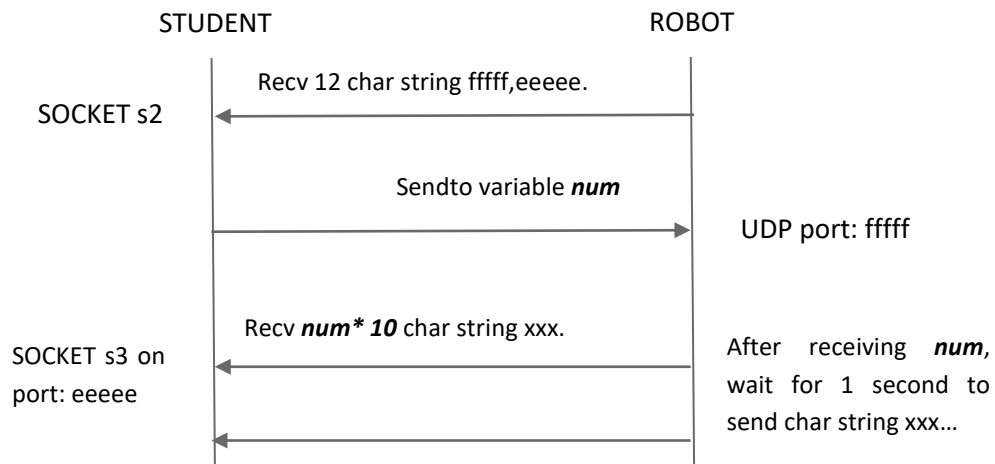 STUDENT
ROBOT
Recv 12 char string fffff,eeeee.
SOCKET s2
Sendto variable num
UDP port: fffff
Recv num* 10 char string xxx.
SOCKET s3 on
port: eeeee
After receiving num,
wait for 1 second to
send char string xxx…